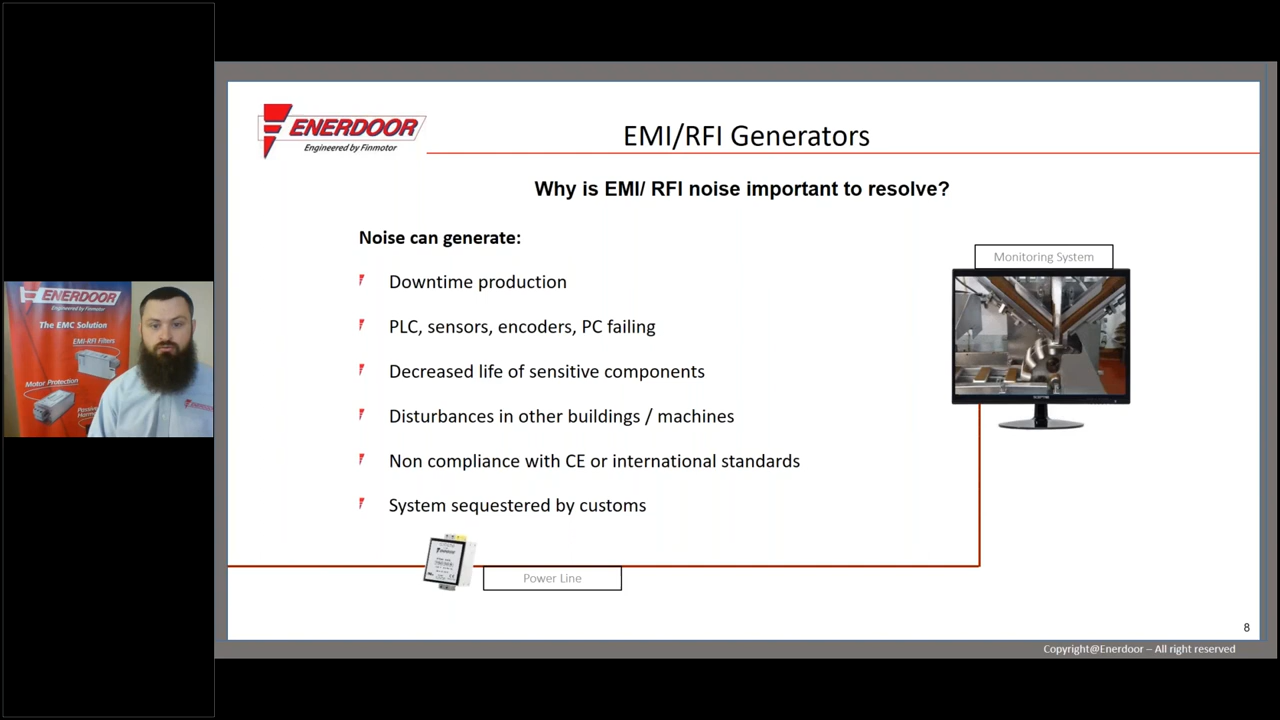 ENERDOOR
Engineered by Finmotor
EMI/RFI Generators
Why is EMI/ RFI noise important to resolve?
Noise can generate:
Downtime production
PLC, sensors, encoders, PC failing
Decreased life of sensitive components
Disturbances in other buildings / machines
Non compliance with CE or international standards
System sequestered by customs
Monitoring System
Power Line
8
Copyright@Enerdoor – All right reserved
ENERDOOR
Engineered by Finmotor
The EMC Solution
EMI-RFI Filters
Motor Protection